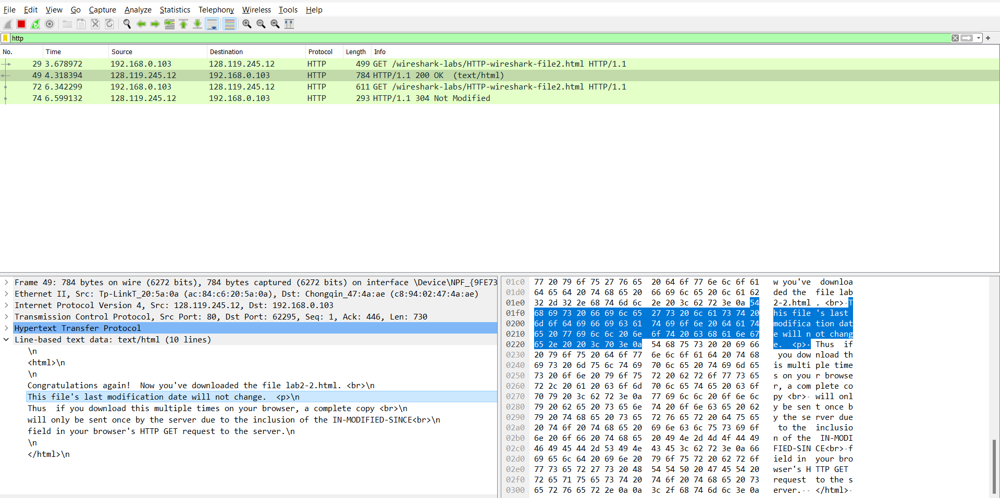 File Edit View Go Capture Analyze Statistics Telephony Wireless Tools Help
http
No. Time Source Destination Protocol Length Info
29 3.678972 192.168.0.103 128.119.245.12 HTTP 499 GET /wireshark-labs/HTTP-wireshark-file2.html HTTP/1.1
49 4.318394 128.119.245.12 192.168.0.103 HTTP 784 HTTP/1.1 200 OK  (text/html)
72 6.342299 192.168.0.103 128.119.245.12 HTTP 611 GET /wireshark-labs/HTTP-wireshark-file2.html HTTP/1.1
74 6.599132 128.119.245.12 192.168.0.103 HTTP 293 HTTP/1.1 304 Not Modified
Frame 49: 784 bytes on wire (6272 bits), 784 bytes captured (6272 bits) on interface \Device\NPF_{9FE73
Ethernet II, Src: Tp-LinkT_20:5a:0a (ac:84:c6:20:5a:0a), Dst: Chongqin_47:4a:ae (c8:94:02:47:4a:ae)
Internet Protocol Version 4, Src: 128.119.245.12, Dst: 192.168.0.103
Transmission Control Protocol, Src Port: 80, Dst Port: 62295, Seq: 1, Ack: 446, Len: 730
Hypertext Transfer Protocol
Line-based text data: text/html (10 lines)
\n
<html>\n
\n
Congratulations again!  Now you've downloaded the file lab2-2.html. <br>\n
This file's last modification date will not change.  <p>\n
Thus  if you download this multiple times on your browser, a complete copy <br>\n
will only be sent once by the server due to the inclusion of the IN-MODIFIED-SINCE<br>\n
field in your browser's HTTP GET request to the server.\n
\n
</html>\n
01c0 77 20 79 6f 75 27 76 65 20 64 6f 77 6e 6c 6f 61 w you've downloa
01d0 64 65 64 20 74 68 65 20 66 69 6c 65 20 6c 61 62 ded the file lab
01e0 32 2d 32 2e 68 74 6d 6c 2e 20 3c 62 72 3e 0a 54 2-2.html . <br>·T
01f0 68 69 73 20 66 69 6c 65 27 73 20 6c 61 73 74 20 his file 's last
0200 6d 6f 64 69 66 69 63 61 74 69 6f 6e 20 64 61 74 modifica tion dat
0210 65 20 77 69 6c 6c 20 6e 6f 74 20 63 68 61 6e 67 e will n ot chang
0220 65 2e 20 20 3c 70 3e 0a 54 68 75 73 20 20 69 66 e.  <p>· Thus  if
0230 20 79 6f 75 20 64 6f 77 6e 6c 6f 61 64 20 74 68 you dow nload th
0240 69 73 20 6d 75 6c 74 69 70 6c 65 20 74 69 6d 65 is multi ple time
0250 73 20 6f 6e 20 79 6f 75 72 20 62 72 6f 77 73 65 s on you r browse
0260 72 2c 20 61 20 63 6f 6d 70 6c 65 74 65 20 63 6f r, a com plete co
0270 70 79 20 3c 62 72 3e 0a 77 69 6c 6c 20 6f 6e 6c py <br>· will onl
0280 79 20 62 65 20 73 65 6e 74 20 6f 6e 63 65 20 62 y be sen t once b
0290 79 20 74 68 65 20 73 65 72 76 65 72 20 64 75 65 y the se rver due
02a0 20 74 6f 20 74 68 65 20 69 6e 63 6c 75 73 69 6f to the inclusio
02b0 6e 20 6f 66 20 74 68 65 20 49 4e 2d 4d 4f 44 49 n of the IN-MODI
02c0 46 49 45 44 2d 53 49 4e 43 45 3c 62 72 3e 0a 66 FIED-SIN CE<br>·f
02d0 69 65 6c 64 20 69 6e 20 79 6f 75 72 20 62 72 6f ield in your bro
02e0 77 73 65 72 27 73 20 48 54 54 50 20 47 45 54 20 wser's H TTP GET
02f0 72 65 71 75 65 73 74 20 74 6f 20 74 68 65 20 73 request to the s
0300 65 72 76 65 72 2e 0a 0a 3c 2f 68 74 6d 6c 3e 0a erver.·· </html>·